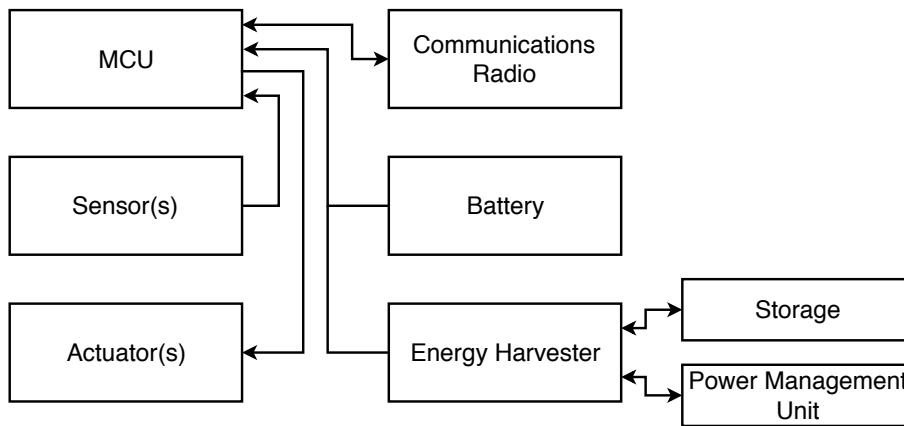 MCU
Communications
Radio
Sensor(s)
Battery
Actuator(s)
Energy Harvester
Storage
Power Management
Unit